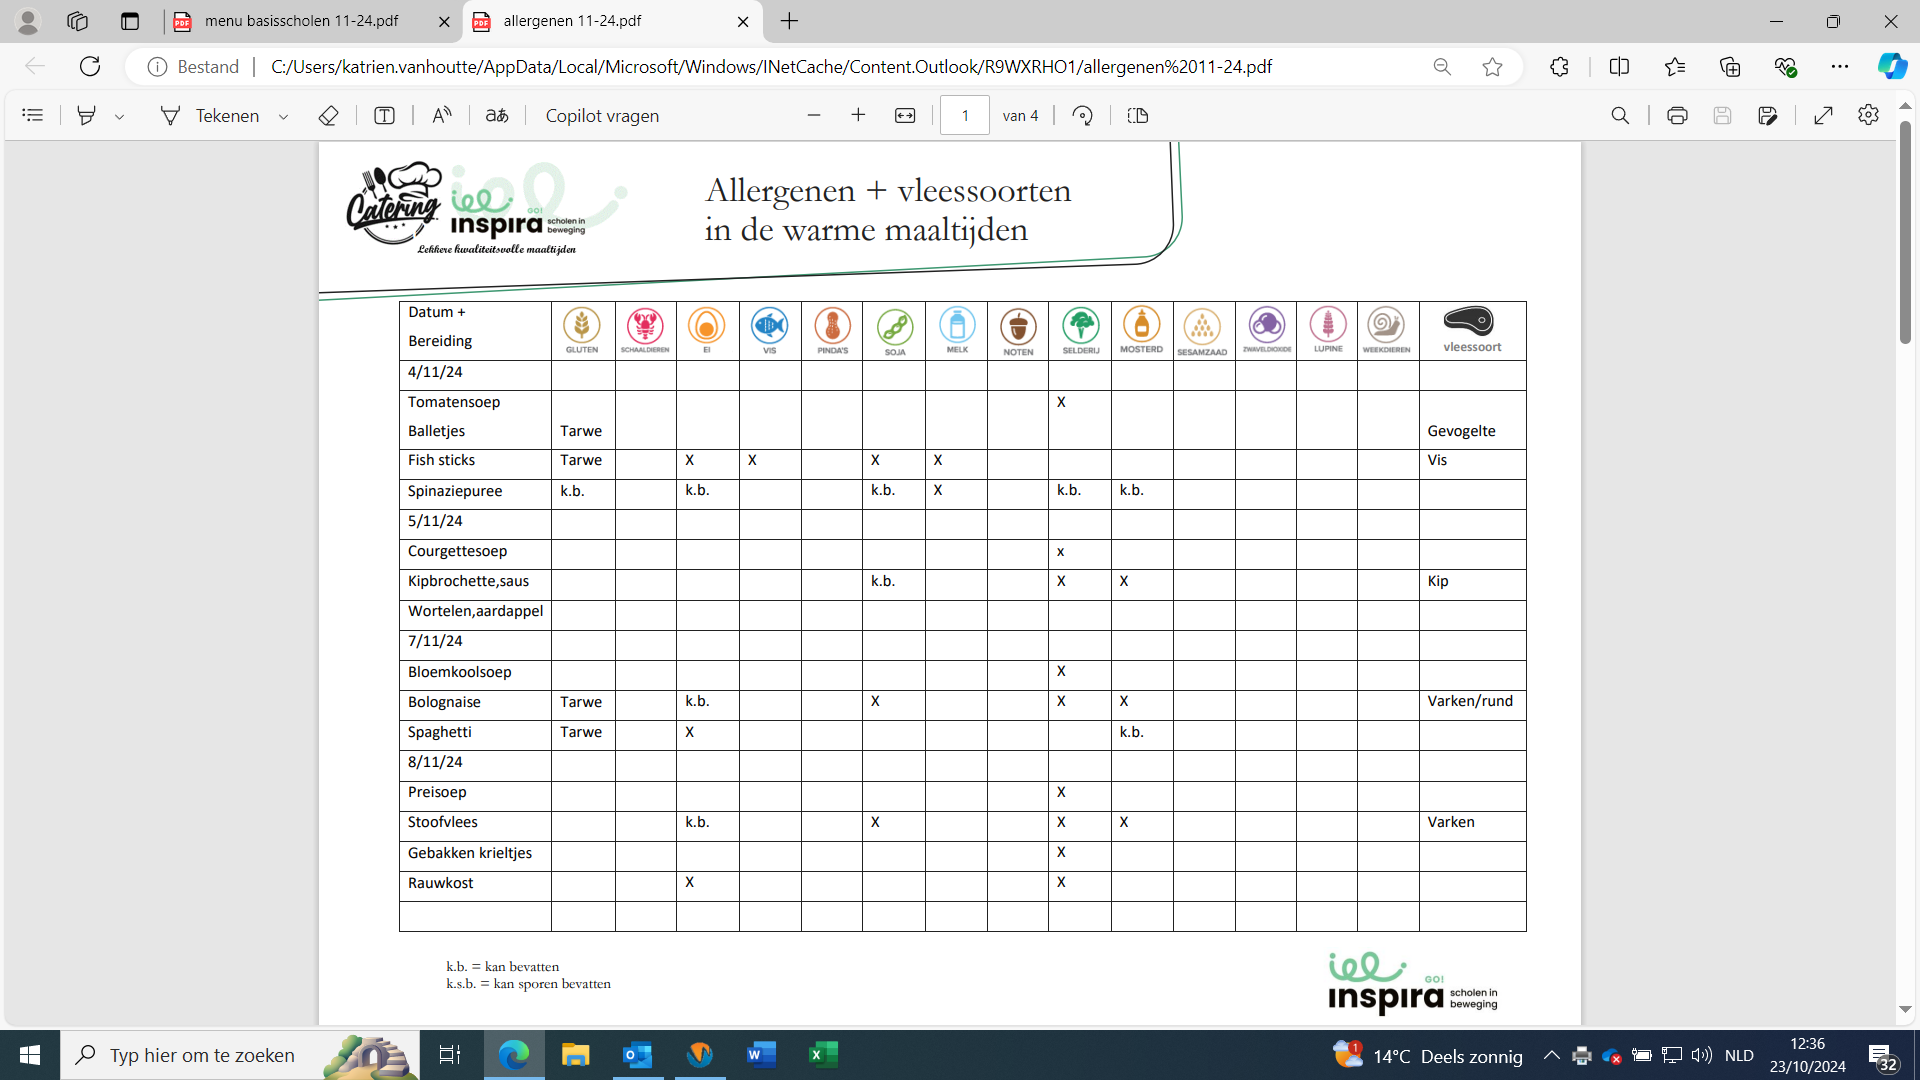 menu basisscholen 11-24.pdf
allergenen 11-24.pdf
Bestand
C:/Users/katrien.vanhoutte/AppData/Local/Microsoft/Windows/INetCache/Content.Outlook/R9WXRHO1/allergenen%2011-24.pdf
Tekenen
aあ
Copilot vragen
1 van 4
Catering
GO!
inspira scholen in beweging
Lekkere kwaliteitsvolle maaltijden
Allergenen + vleessoorten
in de warme maaltijden
Datum +
Bereiding
GLUTEN SCHAALDIEREN EI VIS PINDA'S SOJA MELK NOTEN SELDERIJ MOSTERD SESAMZAAD ZWAVELDIOXIDE LUPINE WEEKDIEREN vleessoort
4/11/24
Tomatensoep X
Balletjes Tarwe Gevogelte
Fish sticks Tarwe X X X X Vis
Spinaziepuree k.b. k.b. k.b. X k.b. k.b.
5/11/24
Courgettesoep x
Kipbrochette,saus k.b. X X Kip
Wortelen,aardappel
7/11/24
Bloemkoolsoep X
Bolognaise Tarwe k.b. X X X Varken/rund
Spaghetti Tarwe X k.b.
8/11/24
Preisoep X
Stoofvlees k.b. X X X Varken
Gebakken krieltjes X
Rauwkost X X
k.b. = kan bevatten
k.s.b. = kan sporen bevatten
GO!
inspira scholen in beweging
Typ hier om te zoeken
1
14°C Deels zonnig
NLD
12:36
23/10/2024
32